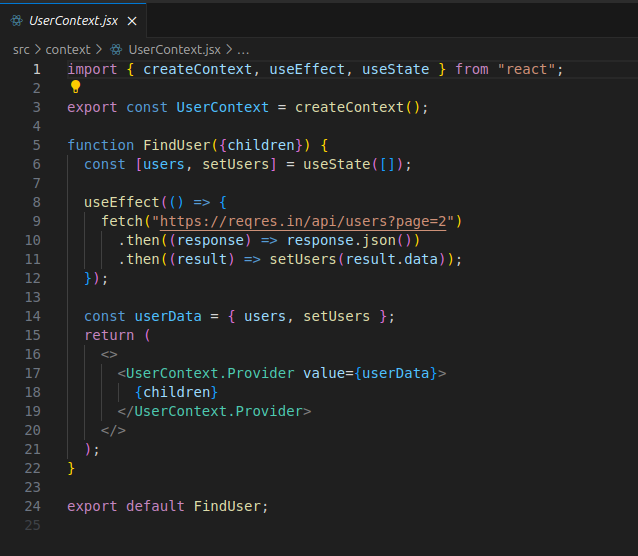 UserContext.jsx
src > context > UserContext.jsx > ...
1 import { createContext, useEffect, useState } from "react";
2
3 export const UserContext = createContext();
4
5 function FindUser({children}) {
6   const [users, setUsers] = useState([]);
7
8   useEffect(() => {
9     fetch("https://reqres.in/api/users?page=2")
10       .then((response) => response.json())
11       .then((result) => setUsers(result.data));
12   });
13
14   const userData = { users, setUsers };
15   return (
16     <>
17       <UserContext.Provider value={userData}>
18         {children}
19       </UserContext.Provider>
20     </>
21   );
22 }
23
24 export default FindUser;
25